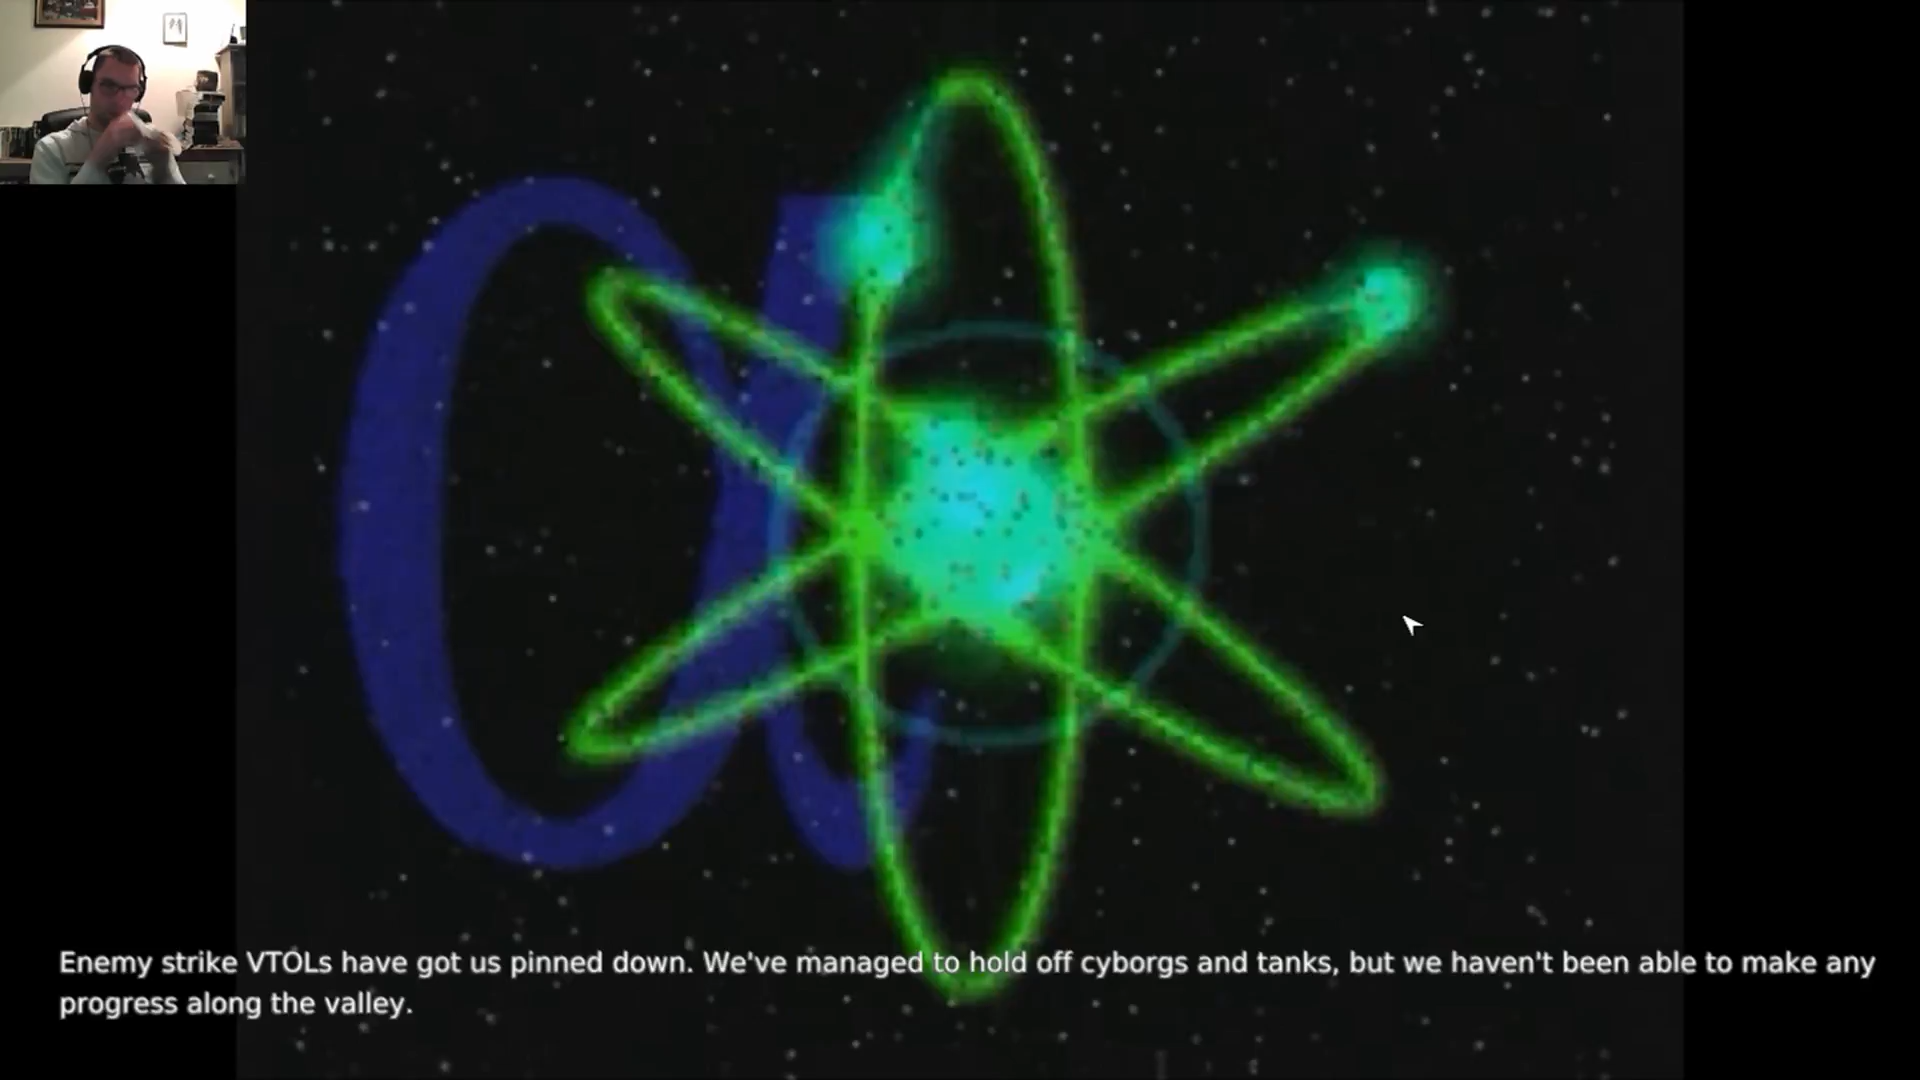 α
Enemy strike VTOLs have got us pinned down. We've managed to hold off cyborgs and tanks, but we haven't been able to make any
progress along the valley.